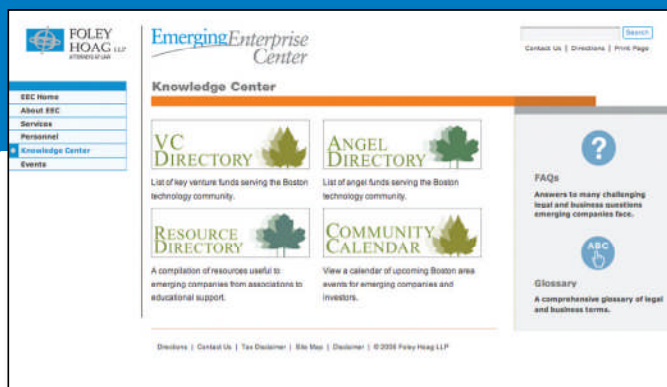 FOLEY
HOAG LLP
ATTORNEYS AT LAW
EmergingEnterprise
Center
Search
Contact Us | Directions | Print Page
EEC Home
About EEC
Services
Personnel
Knowledge Center
Events
Knowledge Center
VC
DIRECTORY
List of key venture funds serving the Boston
technology community.
ANGEL
DIRECTORY
List of angel funds serving the Boston
technology community.
RESOURCE
DIRECTORY
A compilation of resources useful to
emerging companies from associations to
educational support.
COMMUNITY
CALENDAR
View a calendar of upcoming Boston area
events for emerging companies and
investors.
?
FAQs
Answers to many challenging
legal and business questions
emerging companies face.
ABC
Glossary
A comprehensive glossary of legal
and business terms.
Directions | Contact Us | Tax Disclaimer | Site Map | Disclaimer | © 2006 Foley Hoag LLP